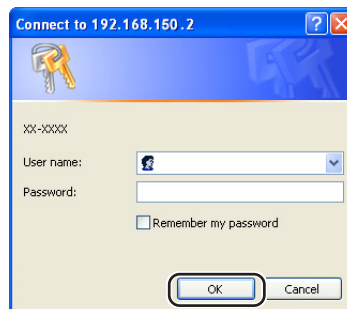 Connect to 192.168.150.2
XX-XXXX
User name:
Password:
Remember my password
OK Cancel